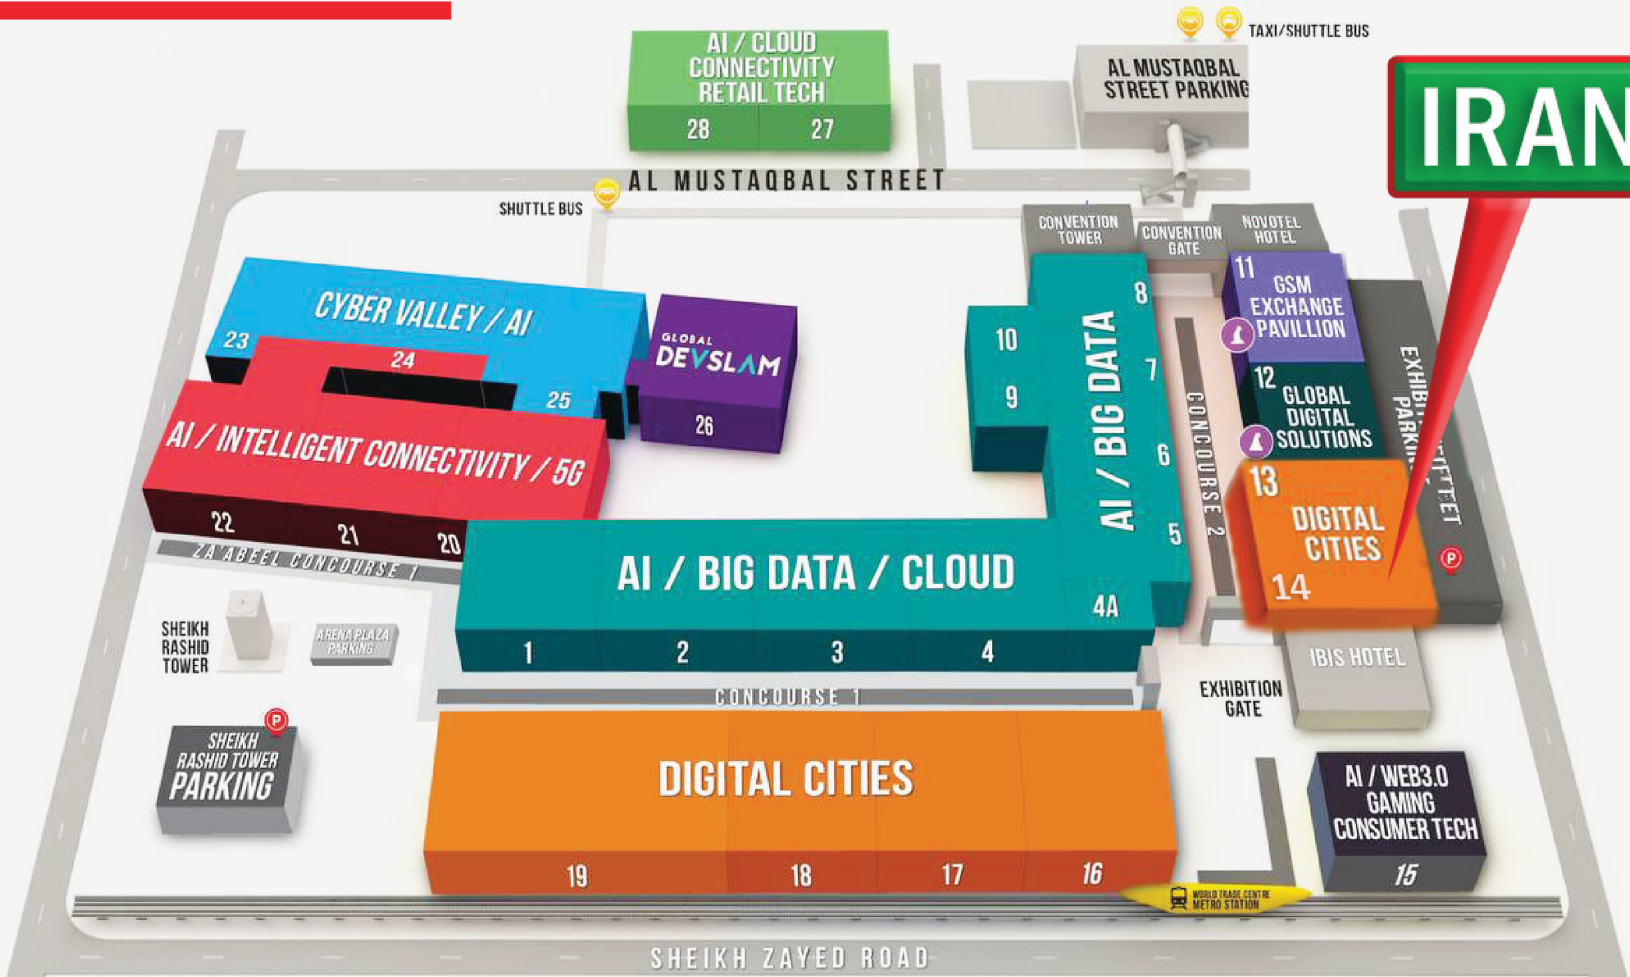 AI / CLOUD
CONNECTIVITY
RETAIL TECH
28
27
TAXI/SHUTTLE BUS
AL MUSTAQBAL
STREET PARKING
IRAN
AL MUSTAQBAL STREET
SHUTTLE BUS
CONVENTION
TOWER
CONVENTION
GATE
NOVOTEL
HOTEL
CYBER VALLEY / AI
23
24
25
GLOBAL
DEVSLAM
26
10
9
AI / BIG DATA
8
7
6
5
4A
CONCOURSE 2
11
GSM
EXCHANGE
PAVILLION
12
GLOBAL
DIGITAL
SOLUTIONS
13
DIGITAL
CITIES
14
P
AI / INTELLIGENT CONNECTIVITY / 5G
22
21
20
ZA'ABEEL CONCOURSE 1
AI / BIG DATA / CLOUD
1
2
3
4
SHEIKH
RASHID
TOWER
ARENA PLAZA
PARKING
CONCOURSE 1
IBIS HOTEL
EXHIBITION
GATE
P
SHEIKH
RASHID TOWER
PARKING
DIGITAL CITIES
19
18
17
16
AI / WEB3.0
GAMING
CONSUMER TECH
15
WORLD TRADE CENTRE
METRO STATION
SHEIKH ZAYED ROAD